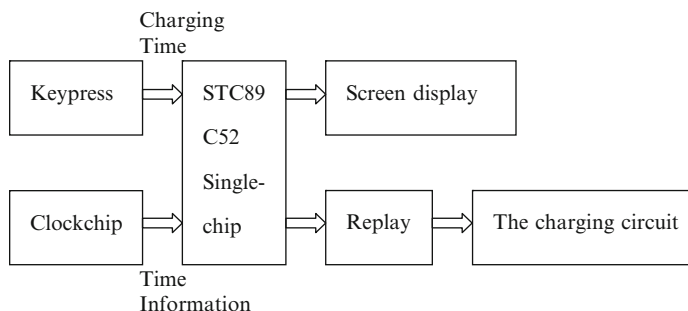 Charging
Time
Keypress
STC89
C52
Single-
chip
Screen display
Clockchip
Replay
The charging circuit
Time
Information